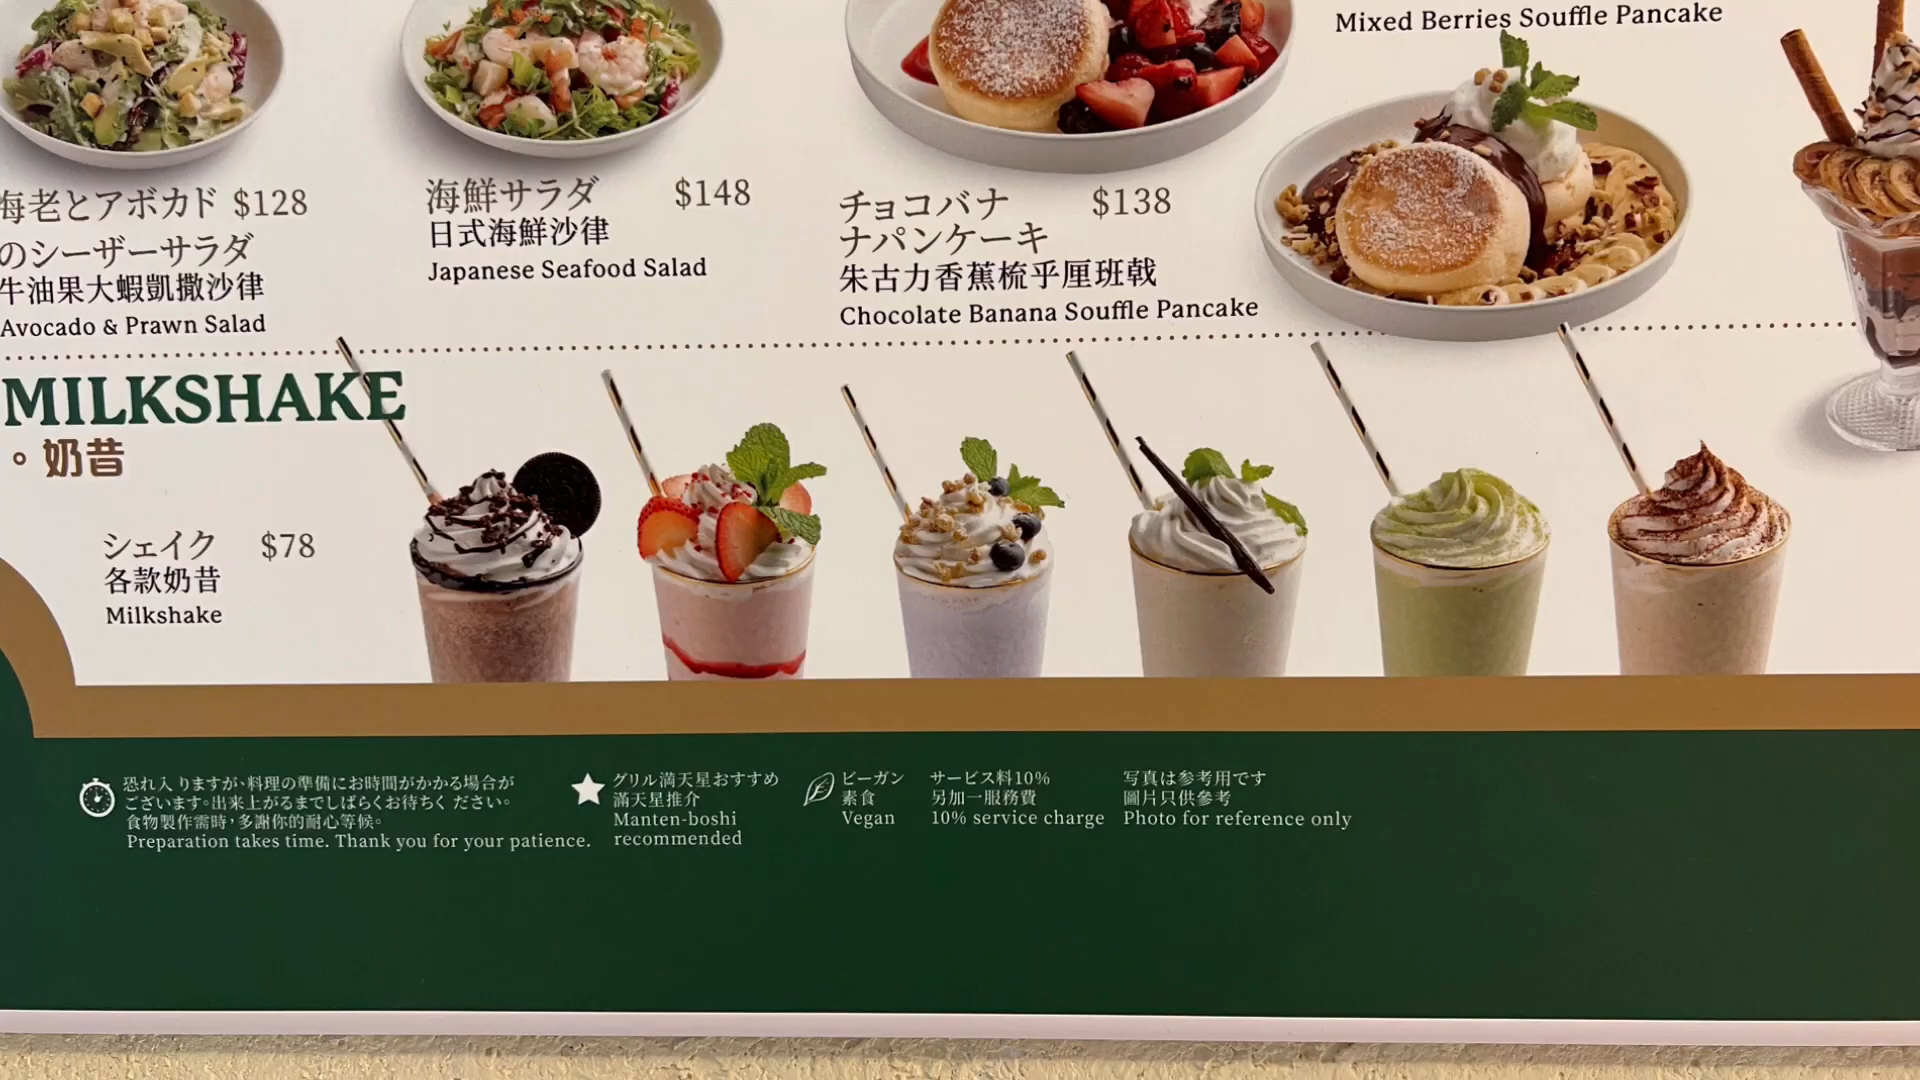 Mixed Berries Souffle Pancake
海老とアボカド $128
のシーザーサラダ
牛油果大蝦凱撒沙律
Avocado & Prawn Salad
海鮮サラダ $148
日式海鮮沙律
Japanese Seafood Salad
チョコバナ $138
ナパンケーキ
朱古力香蕉梳乎厘班戟
Chocolate Banana Souffle Pancake
MILKSHAKE
。奶昔
シェイク $78
各款奶昔
Milkshake
恐れ入りますが、料理の準備にお時間がかかる場合が
ございます。出来上がるまでしばらくお待ちください。
食物製作需時，多謝你的耐心等候。
Preparation takes time. Thank you for your patience.
グリル満天星おすすめ
滿天星推介
Manten-boshi
recommended
ビーガン
素食
Vegan
サービス料10%
另加一服務費
10% service charge
写真は参考用です
圖片只供參考
Photo for reference only